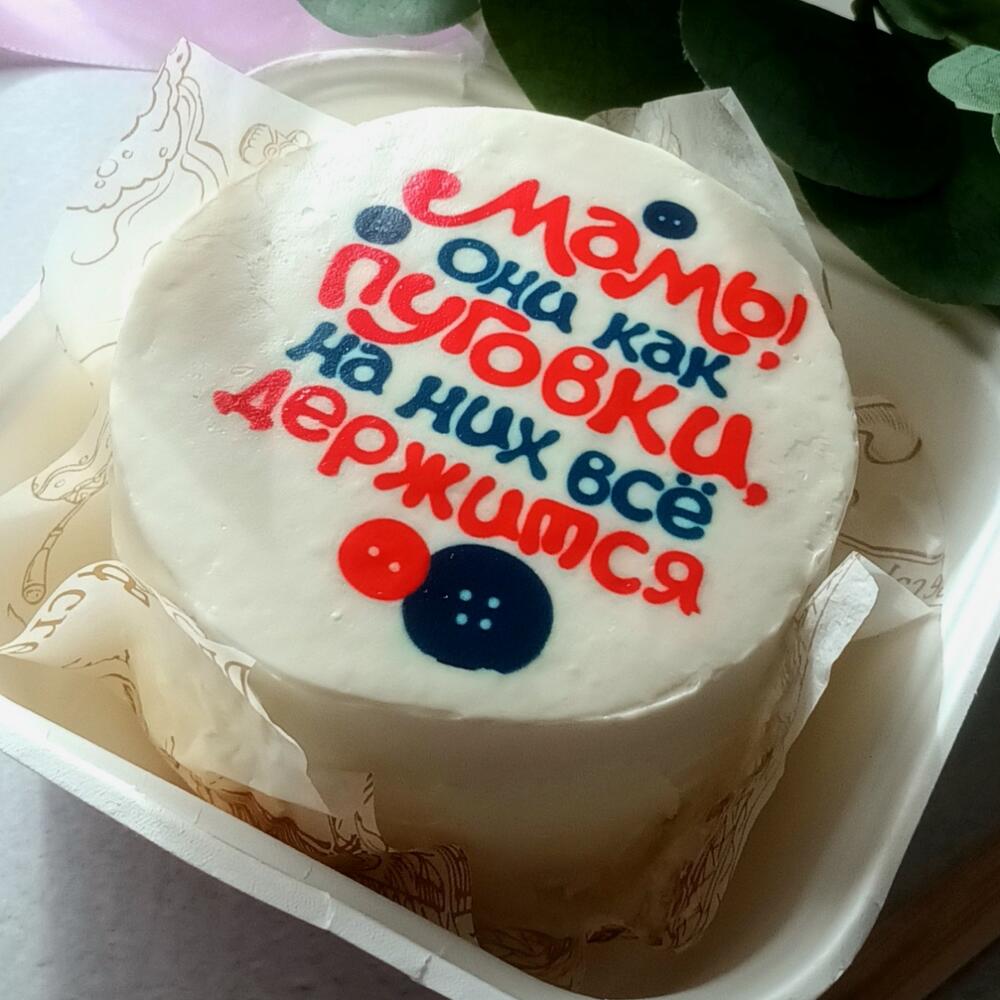 Мамы!
Они как
пуговки,
на них всё
держится